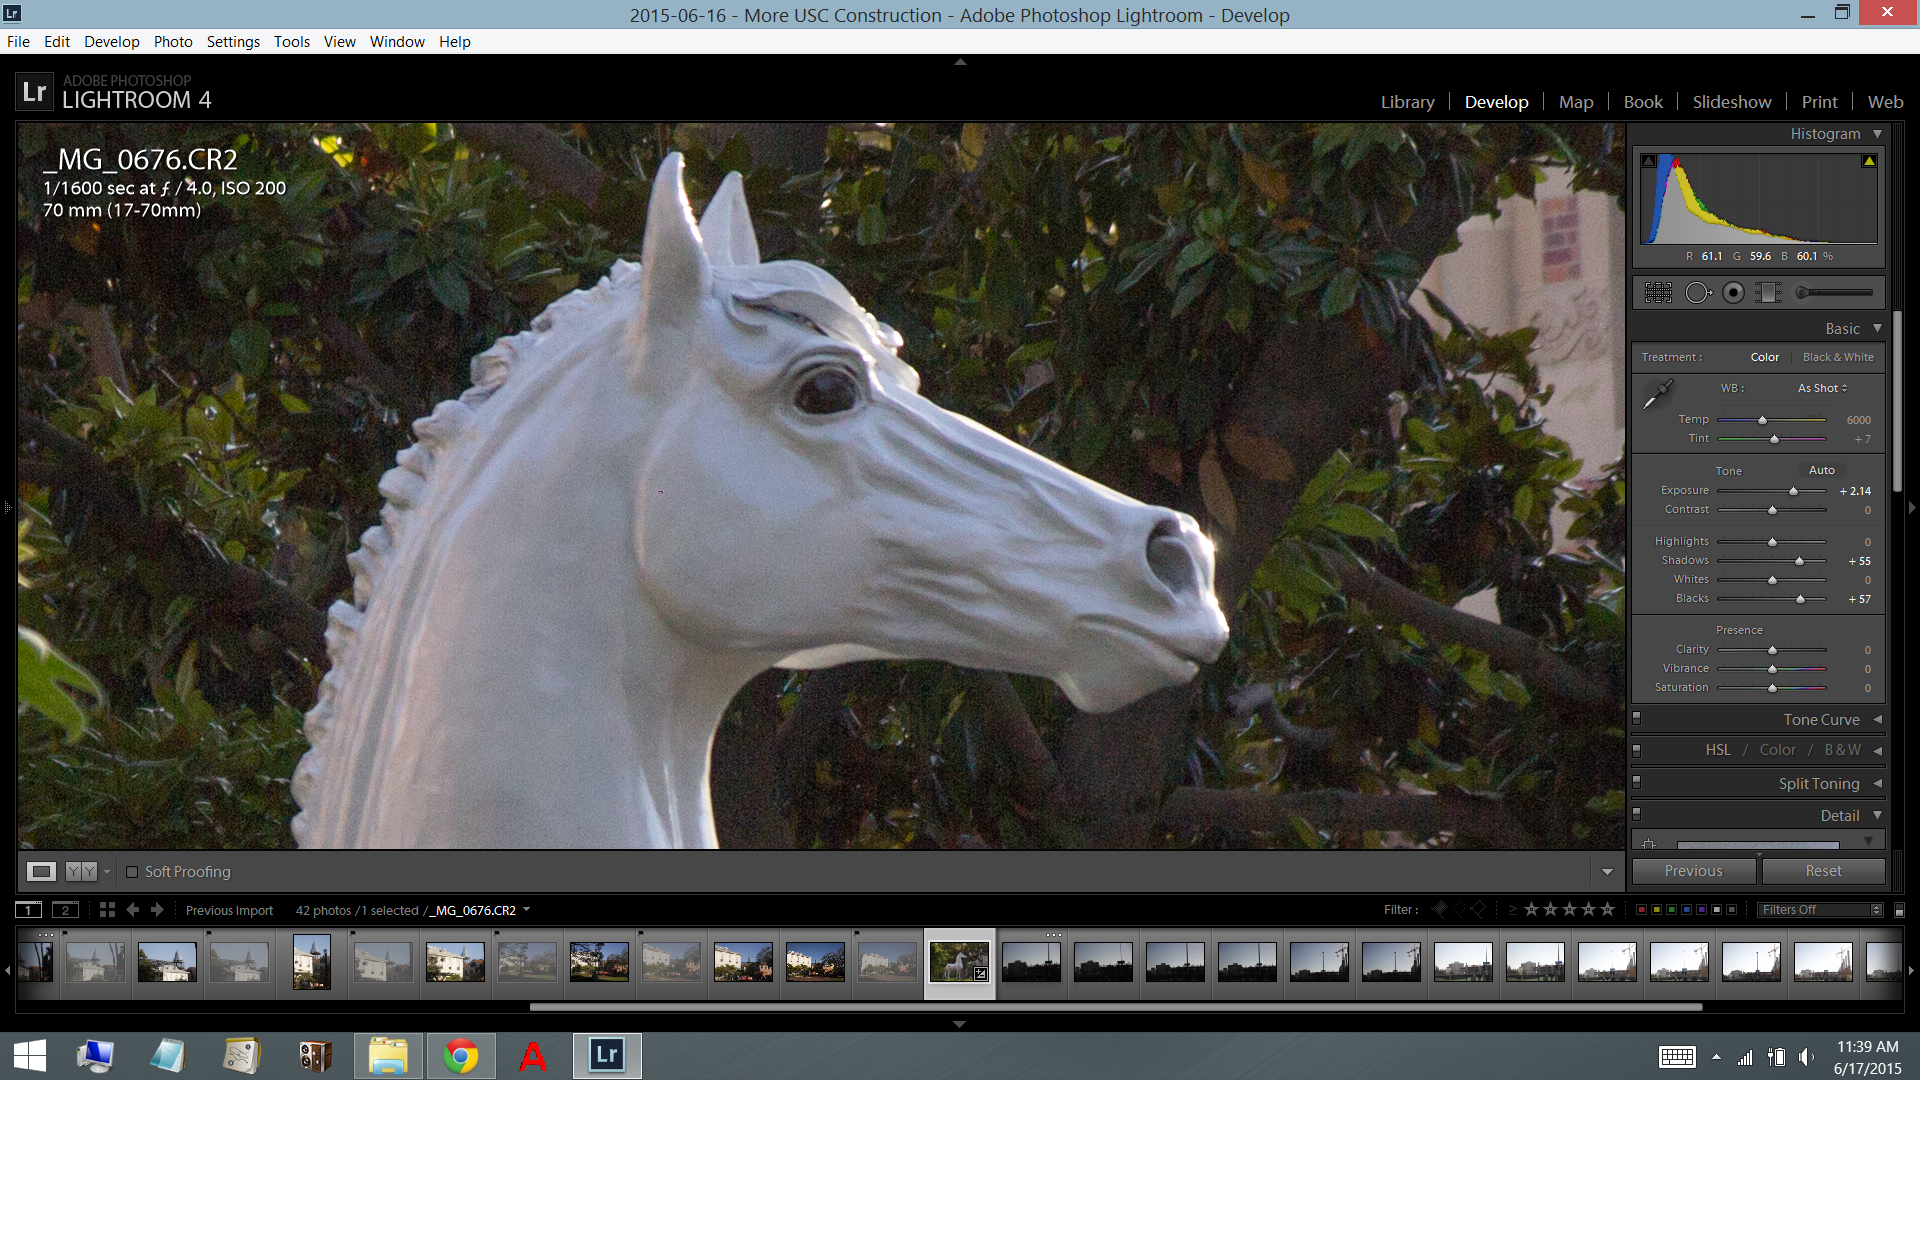 Lr
2015-06-16 - More USC Construction - Adobe Photoshop Lightroom - Develop
File Edit Develop Photo Settings Tools View Window Help
Lr ADOBE PHOTOSHOP
LIGHTROOM 4
Library | Develop | Map | Book | Slideshow | Print | Web
_MG_0676.CR2
1/1600 sec at ƒ / 4.0, ISO 200
70 mm (17-70mm)
Histogram
R 61.1 G 59.6 B 60.1 %
Basic
Treatment : Color | Black & White
WB : As Shot
Temp 6000
Tint + 7
Tone Auto
Exposure + 2.14
Contrast 0
Highlights 0
Shadows + 55
Whites 0
Blacks + 57
Presence
Clarity 0
Vibrance 0
Saturation 0
Tone Curve
HSL / Color / B & W
Split Toning
Detail
Y Y Soft Proofing
Previous Reset
1 2 Previous Import 42 photos /1 selected /_MG_0676.CR2
Filter : ≥ Filters Off
A Lr
11:39 AM
6/17/2015